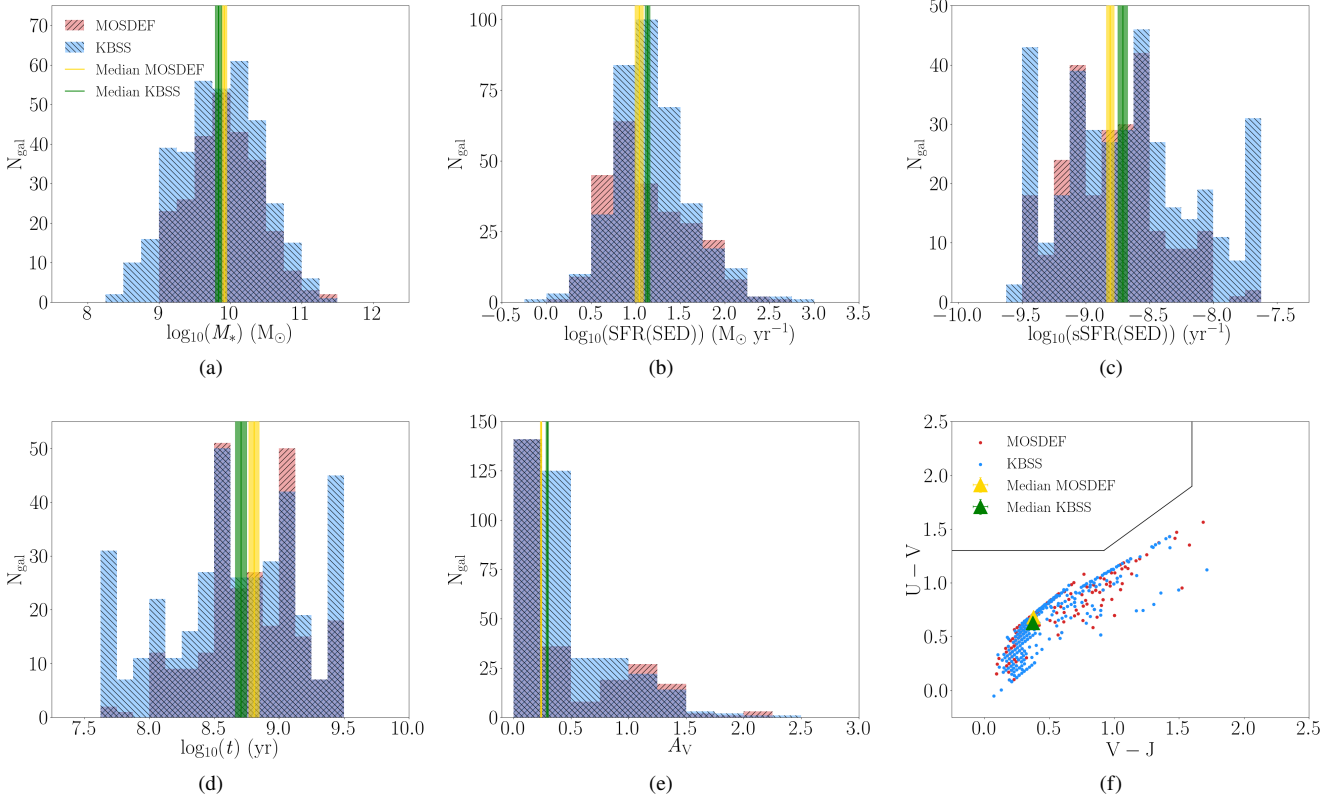 N_gal
70
60
50
40
30
20
10
0
MOSDEF
KBSS
Median MOSDEF
Median KBSS
8 9 10 11 12
log₁₀(M_*) (M_⊙)
(a)
N_gal
100
75
50
25
0
−0.5 0.0 0.5 1.0 1.5 2.0 2.5 3.0 3.5
log₁₀(SFR(SED)) (M_⊙ yr⁻¹)
(b)
N_gal
50
40
30
20
10
0
−10.0 −9.5 −9.0 −8.5 −8.0 −7.5
log₁₀(sSFR(SED)) (yr⁻¹)
(c)
N_gal
50
40
30
20
10
0
7.5 8.0 8.5 9.0 9.5 10.0
log₁₀(t) (yr)
(d)
N_gal
150
125
100
75
50
25
0
0.0 0.5 1.0 1.5 2.0 2.5 3.0
A_V
(e)
U − V
2.5
2.0
1.5
1.0
0.5
0.0
MOSDEF
KBSS
Median MOSDEF
Median KBSS
0.0 0.5 1.0 1.5 2.0 2.5
V − J
(f)